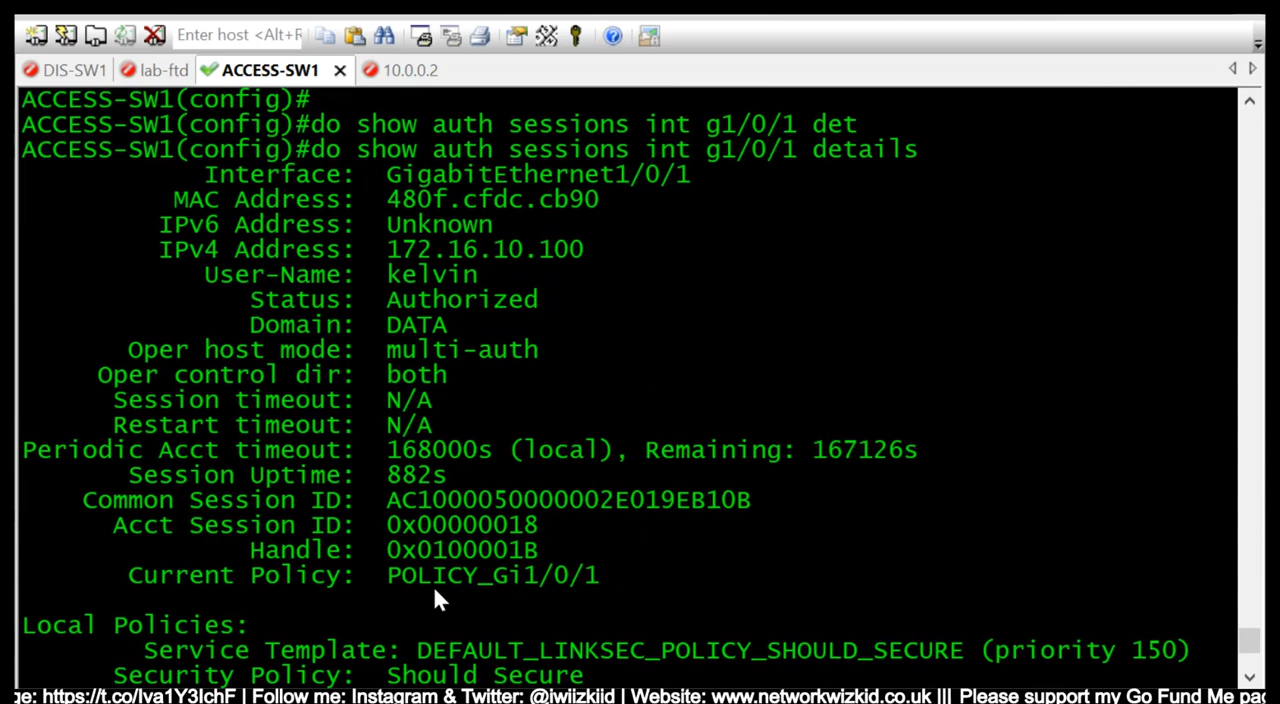 Enter host <Alt+R
DIS-SW1 lab-ftd ACCESS-SW1 10.0.0.2
ACCESS-SW1(config)#
ACCESS-SW1(config)#do show auth sessions int g1/0/1 det
ACCESS-SW1(config)#do show auth sessions int g1/0/1 details
Interface: GigabitEthernet1/0/1
MAC Address: 480f.cfdc.cb90
IPv6 Address: Unknown
IPv4 Address: 172.16.10.100
User-Name: kelvin
Status: Authorized
Domain: DATA
Oper host mode: multi-auth
Oper control dir: both
Session timeout: N/A
Restart timeout: N/A
Periodic Acct timeout: 168000s (local), Remaining: 167126s
Session Uptime: 882s
Common Session ID: AC1000050000002E019EB10B
Acct Session ID: 0x00000018
Handle: 0x0100001B
Current Policy: POLICY_Gi1/0/1
Local Policies:
Service Template: DEFAULT_LINKSEC_POLICY_SHOULD_SECURE (priority 150)
Security Policy: Should Secure
ge: https://t.co/Iva1Y3IchF | Follow me: Instagram & Twitter: @iwiizkiid | Website: www.networkwizkid.co.uk ||| Please support my Go Fund Me pac